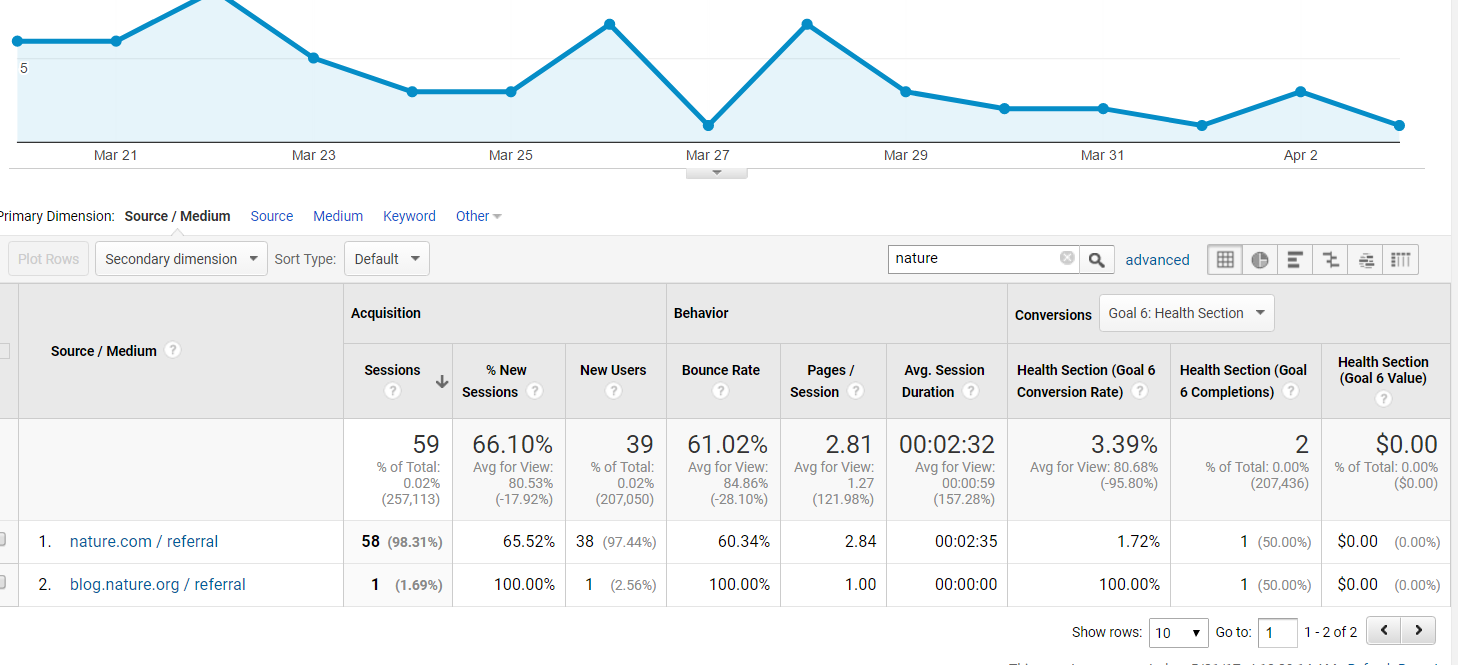 5
Mar 21 Mar 23 Mar 25 Mar 27 Mar 29 Mar 31 Apr 2
Primary Dimension: Source / Medium Source Medium Keyword Other
Plot Rows Secondary dimension Sort Type: Default nature advanced
Acquisition Behavior Conversions Goal 6: Health Section
Source / Medium ?
Sessions ? % New Sessions ? New Users ? Bounce Rate ? Pages / Session ? Avg. Session Duration ? Health Section (Goal 6 Conversion Rate) ? Health Section (Goal 6 Completions) ? Health Section (Goal 6 Value) ?
59 66.10% 39 61.02% 2.81 00:02:32 3.39% 2 $0.00
% of Total: Avg for View: % of Total: Avg for View: Avg for View: Avg for View: Avg for View: 80.68% % of Total: 0.00% % of Total: 0.00%
0.02% 80.53% 0.02% 84.86% 1.27 00:00:59 (-95.80%) (207,436) ($0.00)
(257,113) (-17.92%) (207,050) (-28.10%) (121.98%) (157.28%)
1. nature.com / referral 58 (98.31%) 65.52% 38 (97.44%) 60.34% 2.84 00:02:35 1.72% 1 (50.00%) $0.00 (0.00%)
2. blog.nature.org / referral 1 (1.69%) 100.00% 1 (2.56%) 100.00% 1.00 00:00:00 100.00% 1 (50.00%) $0.00 (0.00%)
Show rows: 10 Go to: 1 1 - 2 of 2